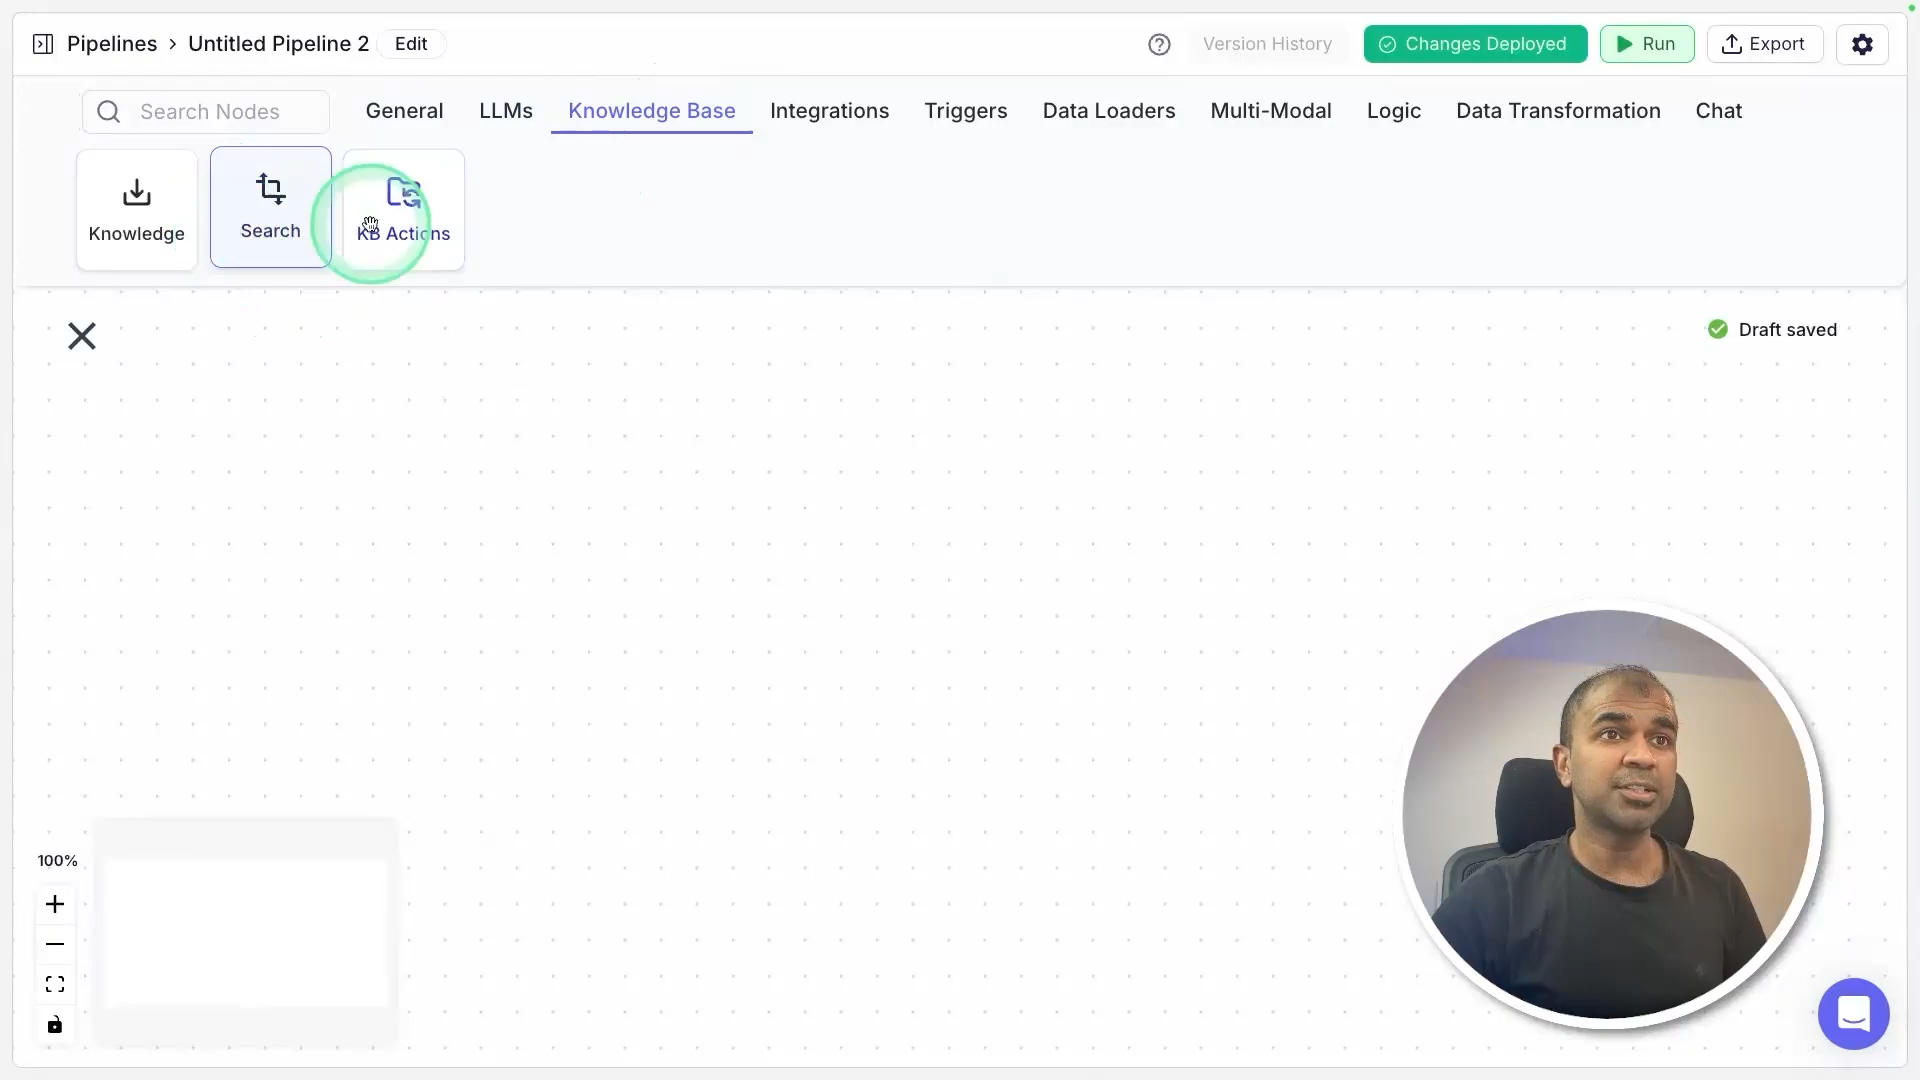 Pipelines > Untitled Pipeline 2 Edit Version History Changes Deployed Run Export
Search Nodes General LLMs Knowledge Base Integrations Triggers Data Loaders Multi-Modal Logic Data Transformation Chat
Knowledge Search KB Actions
Draft saved
100%